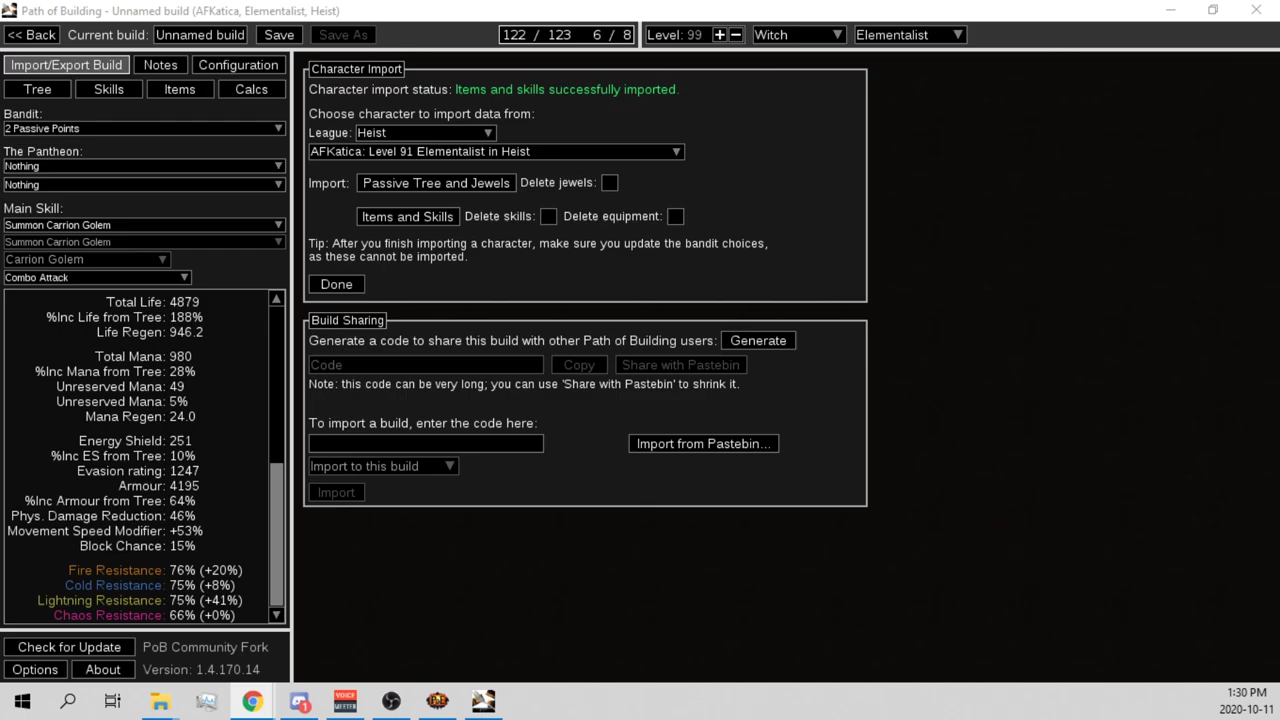 Path of Building - Unnamed build (AFKatica, Elementalist, Heist)
<< Back Current build: Unnamed build Save Save As 122 / 123 6 / 8 Level: 99 + - Witch Elementalist
Import/Export Build Notes Configuration
Tree Skills Items Calcs
Bandit:
2 Passive Points
The Pantheon:
Nothing
Nothing
Main Skill:
Summon Carrion Golem
Summon Carrion Golem
Carrion Golem
Combo Attack
Total Life: 4879
%Inc Life from Tree: 188%
Life Regen: 946.2
Total Mana: 980
%Inc Mana from Tree: 28%
Unreserved Mana: 49
Unreserved Mana: 5%
Mana Regen: 24.0
Energy Shield: 251
%Inc ES from Tree: 10%
Evasion rating: 1247
Armour: 4195
%Inc Armour from Tree: 64%
Phys. Damage Reduction: 46%
Movement Speed Modifier: +53%
Block Chance: 15%
Fire Resistance: 76% (+20%)
Cold Resistance: 75% (+8%)
Lightning Resistance: 75% (+41%)
Chaos Resistance: 66% (+0%)
Check for Update PoB Community Fork
Options About Version: 1.4.170.14
Character Import
Character import status: Items and skills successfully imported.
Choose character to import data from:
League: Heist
AFKatica: Level 91 Elementalist in Heist
Import: Passive Tree and Jewels Delete jewels:
Items and Skills Delete skills: Delete equipment:
Tip: After you finish importing a character, make sure you update the bandit choices,
as these cannot be imported.
Done
Build Sharing
Generate a code to share this build with other Path of Building users: Generate
Code Copy Share with Pastebin
Note: this code can be very long; you can use 'Share with Pastebin' to shrink it.
To import a build, enter the code here:
Import from Pastebin...
Import to this build
Import
1
VOICE
MEETER
PoE
1:30 PM
2020-10-11